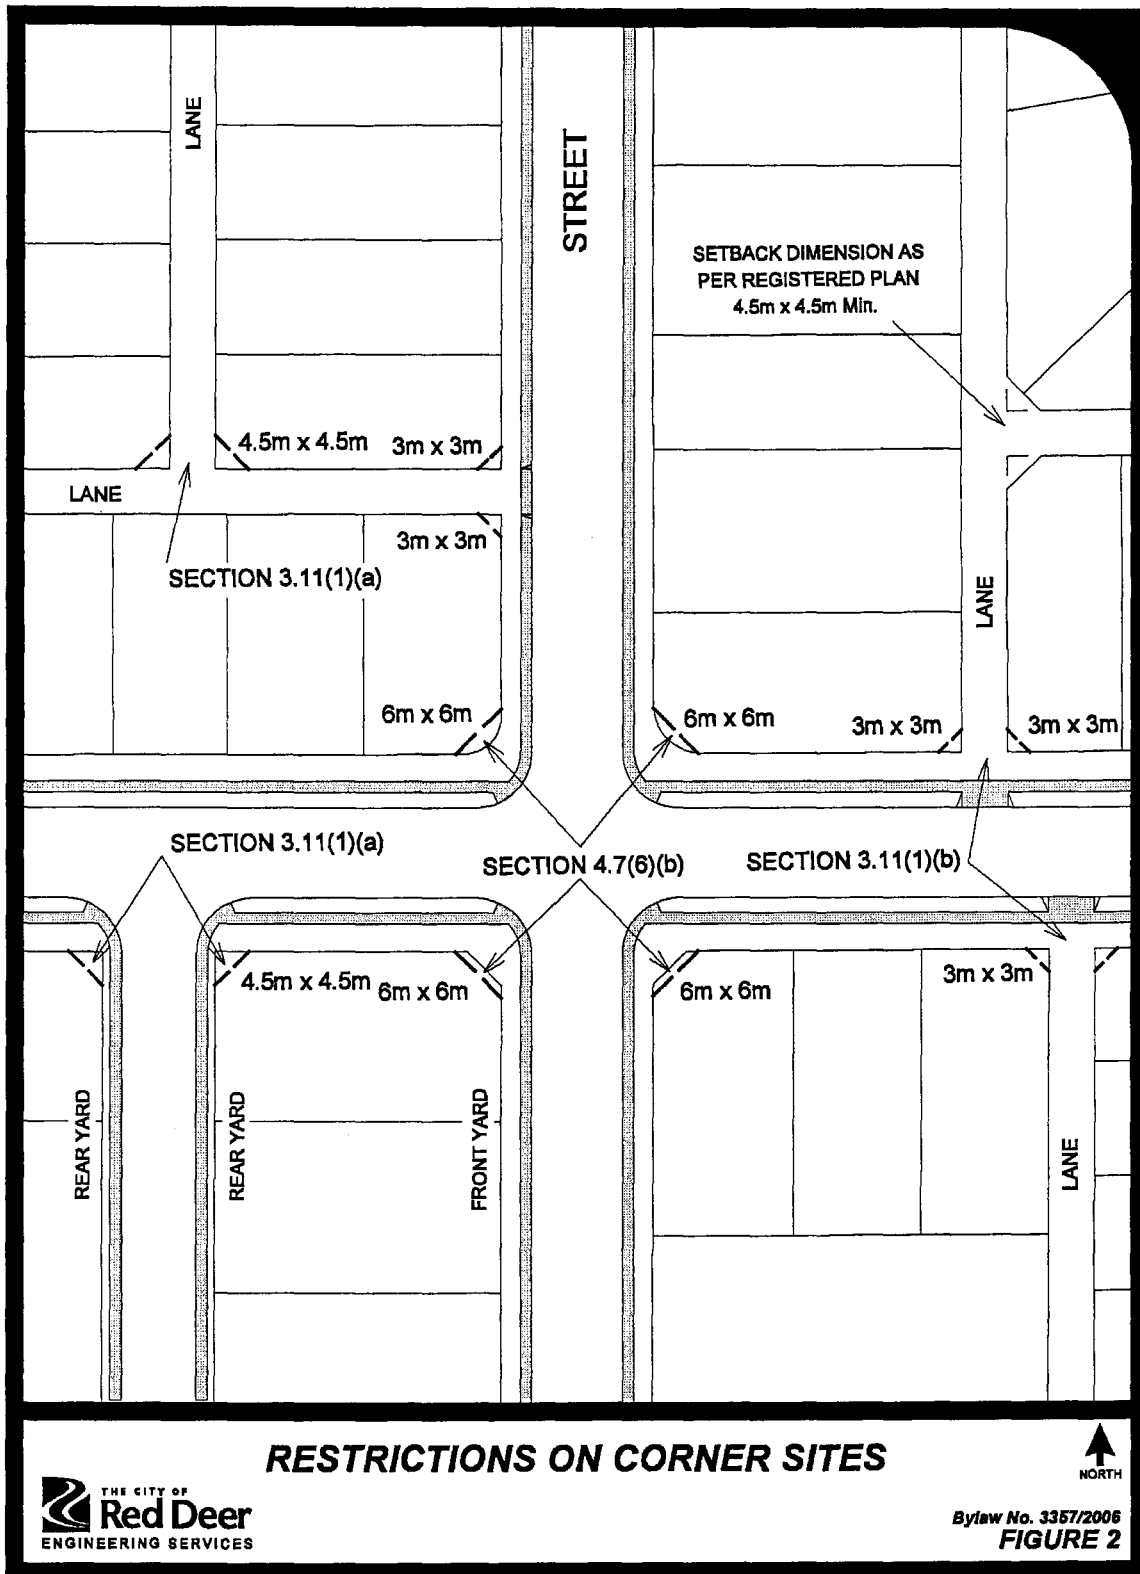 LANE
STREET
SETBACK DIMENSION AS
PER REGISTERED PLAN
4.5m x 4.5m Min.
4.5m x 4.5m
3m x 3m
LANE
3m x 3m
SECTION 3.11(1)(a)
LANE
6m x 6m
6m x 6m
3m x 3m
3m x 3m
SECTION 3.11(1)(a)
SECTION 4.7(6)(b)
SECTION 3.11(1)(b)
4.5m x 4.5m
6m x 6m
6m x 6m
3m x 3m
REAR YARD
REAR YARD
FRONT YARD
LANE
RESTRICTIONS ON CORNER SITES
NORTH
THE CITY OF
Red Deer
ENGINEERING SERVICES
Bylaw No. 3357/2006
FIGURE 2